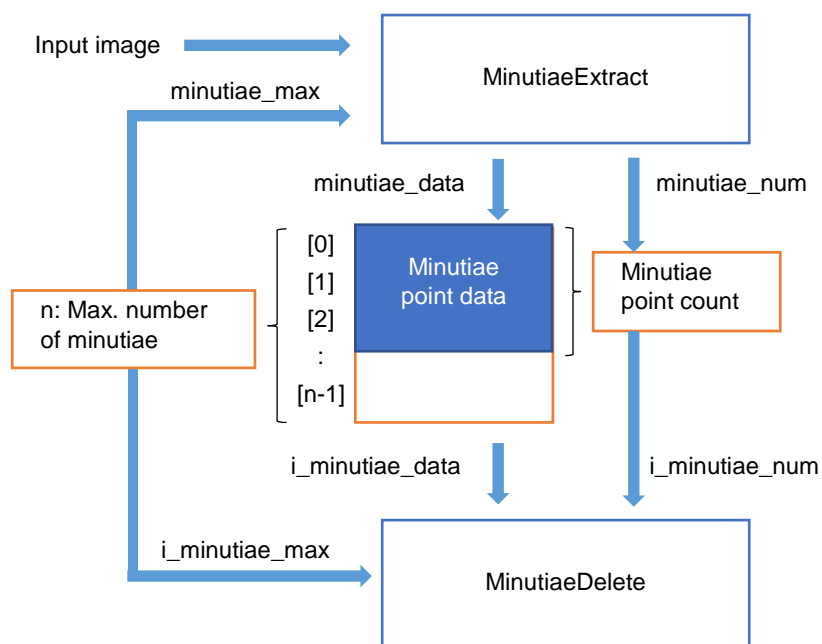 Input image
MinutiaeExtract
minutiae_max
minutiae_data
minutiae_num
[0]
[1]
[2]
:
[n-1]
Minutiae
point data
Minutiae
point count
n: Max. number
of minutiae
i_minutiae_data
i_minutiae_num
i_minutiae_max
MinutiaeDelete